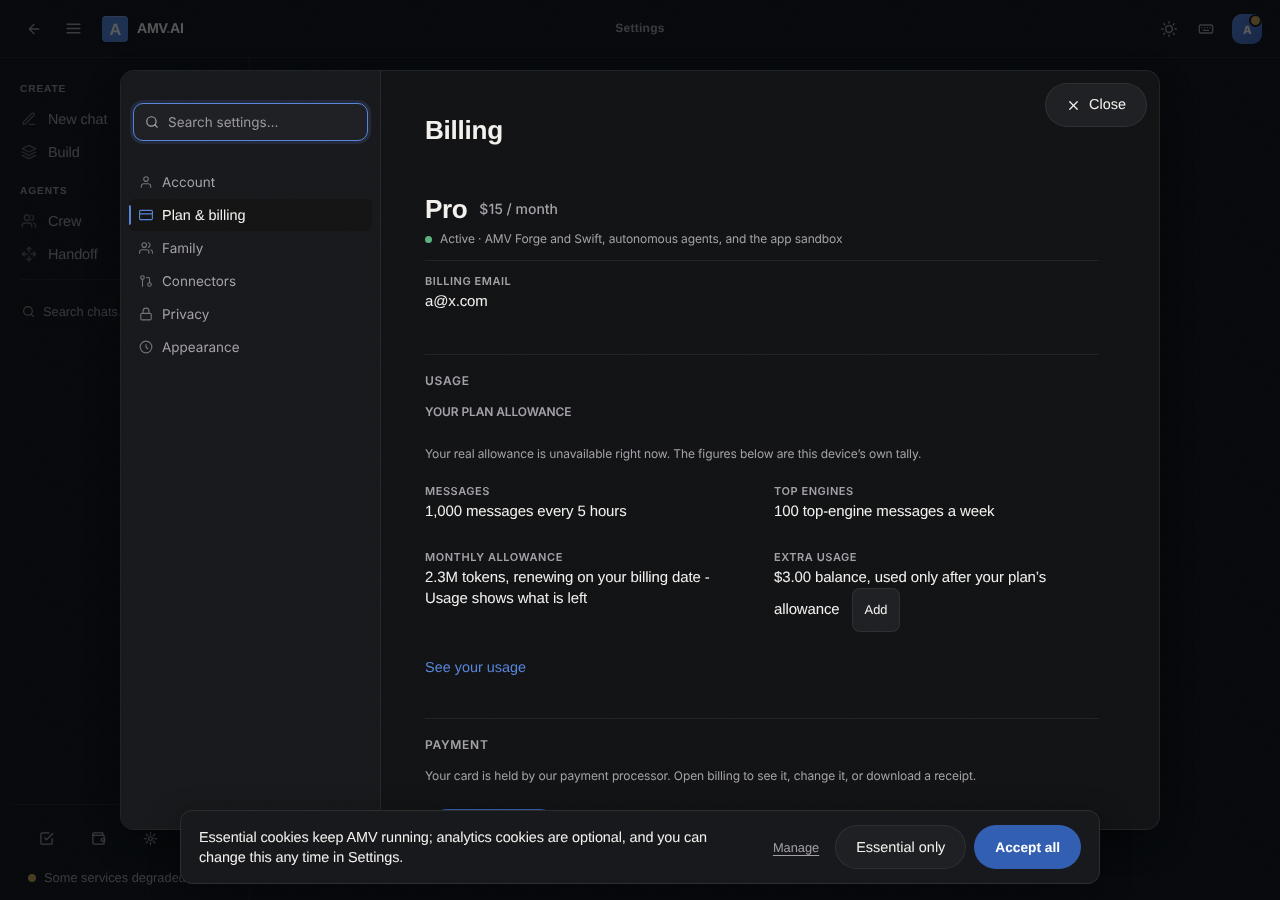 A AMV.AI
Settings
A
CREATE
New chat
Build
AGENTS
Crew
Handoff
Search chats
Some services degraded
Search settings...
Account
Plan & billing
Family
Connectors
Privacy
Appearance
Close
Billing
Pro $15 / month
Active · AMV Forge and Swift, autonomous agents, and the app sandbox
BILLING EMAIL
a@x.com
USAGE
YOUR PLAN ALLOWANCE
Your real allowance is unavailable right now. The figures below are this device’s own tally.
MESSAGES
1,000 messages every 5 hours
TOP ENGINES
100 top-engine messages a week
MONTHLY ALLOWANCE
2.3M tokens, renewing on your billing date -
Usage shows what is left
EXTRA USAGE
$3.00 balance, used only after your plan’s
allowance Add
See your usage
PAYMENT
Your card is held by our payment processor. Open billing to see it, change it, or download a receipt.
Essential cookies keep AMV running; analytics cookies are optional, and you can
change this any time in Settings.
Manage
Essential only
Accept all